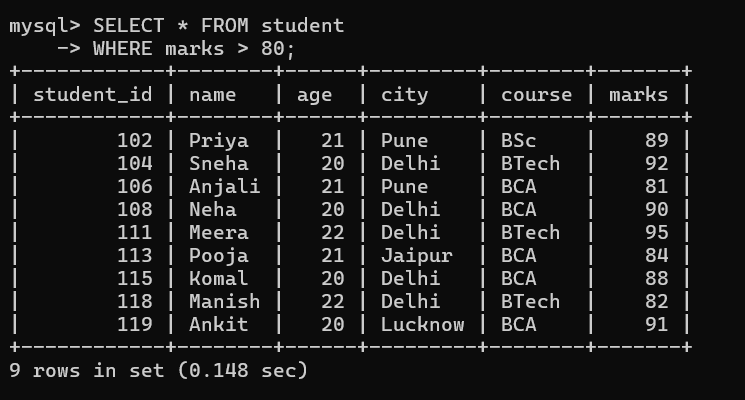 mysql> SELECT * FROM student
    -> WHERE marks > 80;
+------------+--------+------+---------+--------+-------+
| student_id | name   | age  | city    | course | marks |
+------------+--------+------+---------+--------+-------+
|        102 | Priya  |   21 | Pune    | BSc    |    89 |
|        104 | Sneha  |   20 | Delhi   | BTech  |    92 |
|        106 | Anjali |   21 | Pune    | BCA    |    81 |
|        108 | Neha   |   20 | Delhi   | BCA    |    90 |
|        111 | Meera  |   22 | Delhi   | BTech  |    95 |
|        113 | Pooja  |   21 | Jaipur  | BCA    |    84 |
|        115 | Komal  |   20 | Delhi   | BCA    |    88 |
|        118 | Manish |   22 | Delhi   | BTech  |    82 |
|        119 | Ankit  |   20 | Lucknow | BCA    |    91 |
+------------+--------+------+---------+--------+-------+
9 rows in set (0.148 sec)